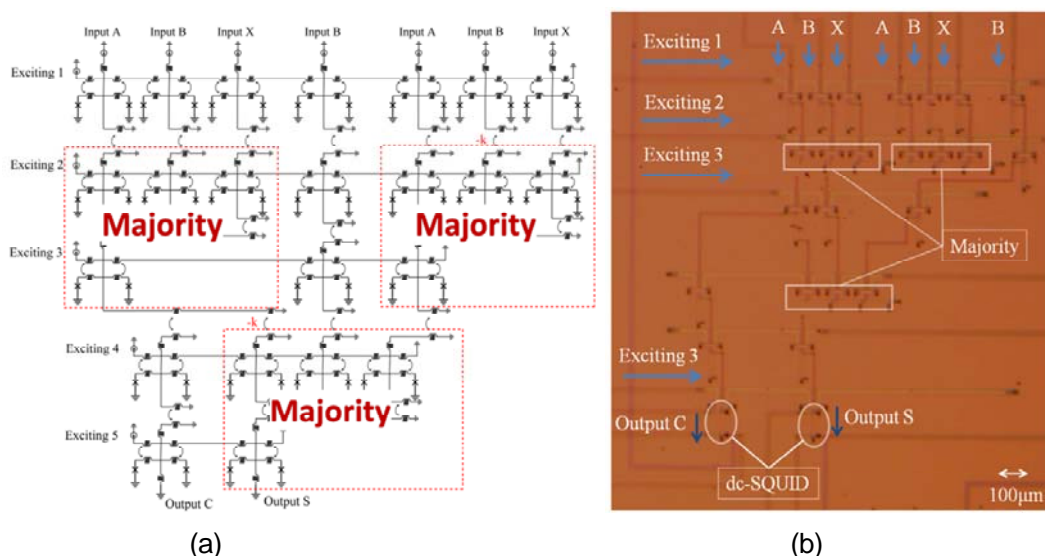 Input A Input B Input X Input B Input A Input B Input X
Exciting 1
-k
Exciting 2
Majority Majority
Exciting 3
-k
Exciting 4
Majority
Exciting 5
Output C Output S
(a)
A B X A B X B
Exciting 1
Exciting 2
Exciting 3
Majority
Exciting 3
Output C Output S
dc-SQUID
100μm
(b)